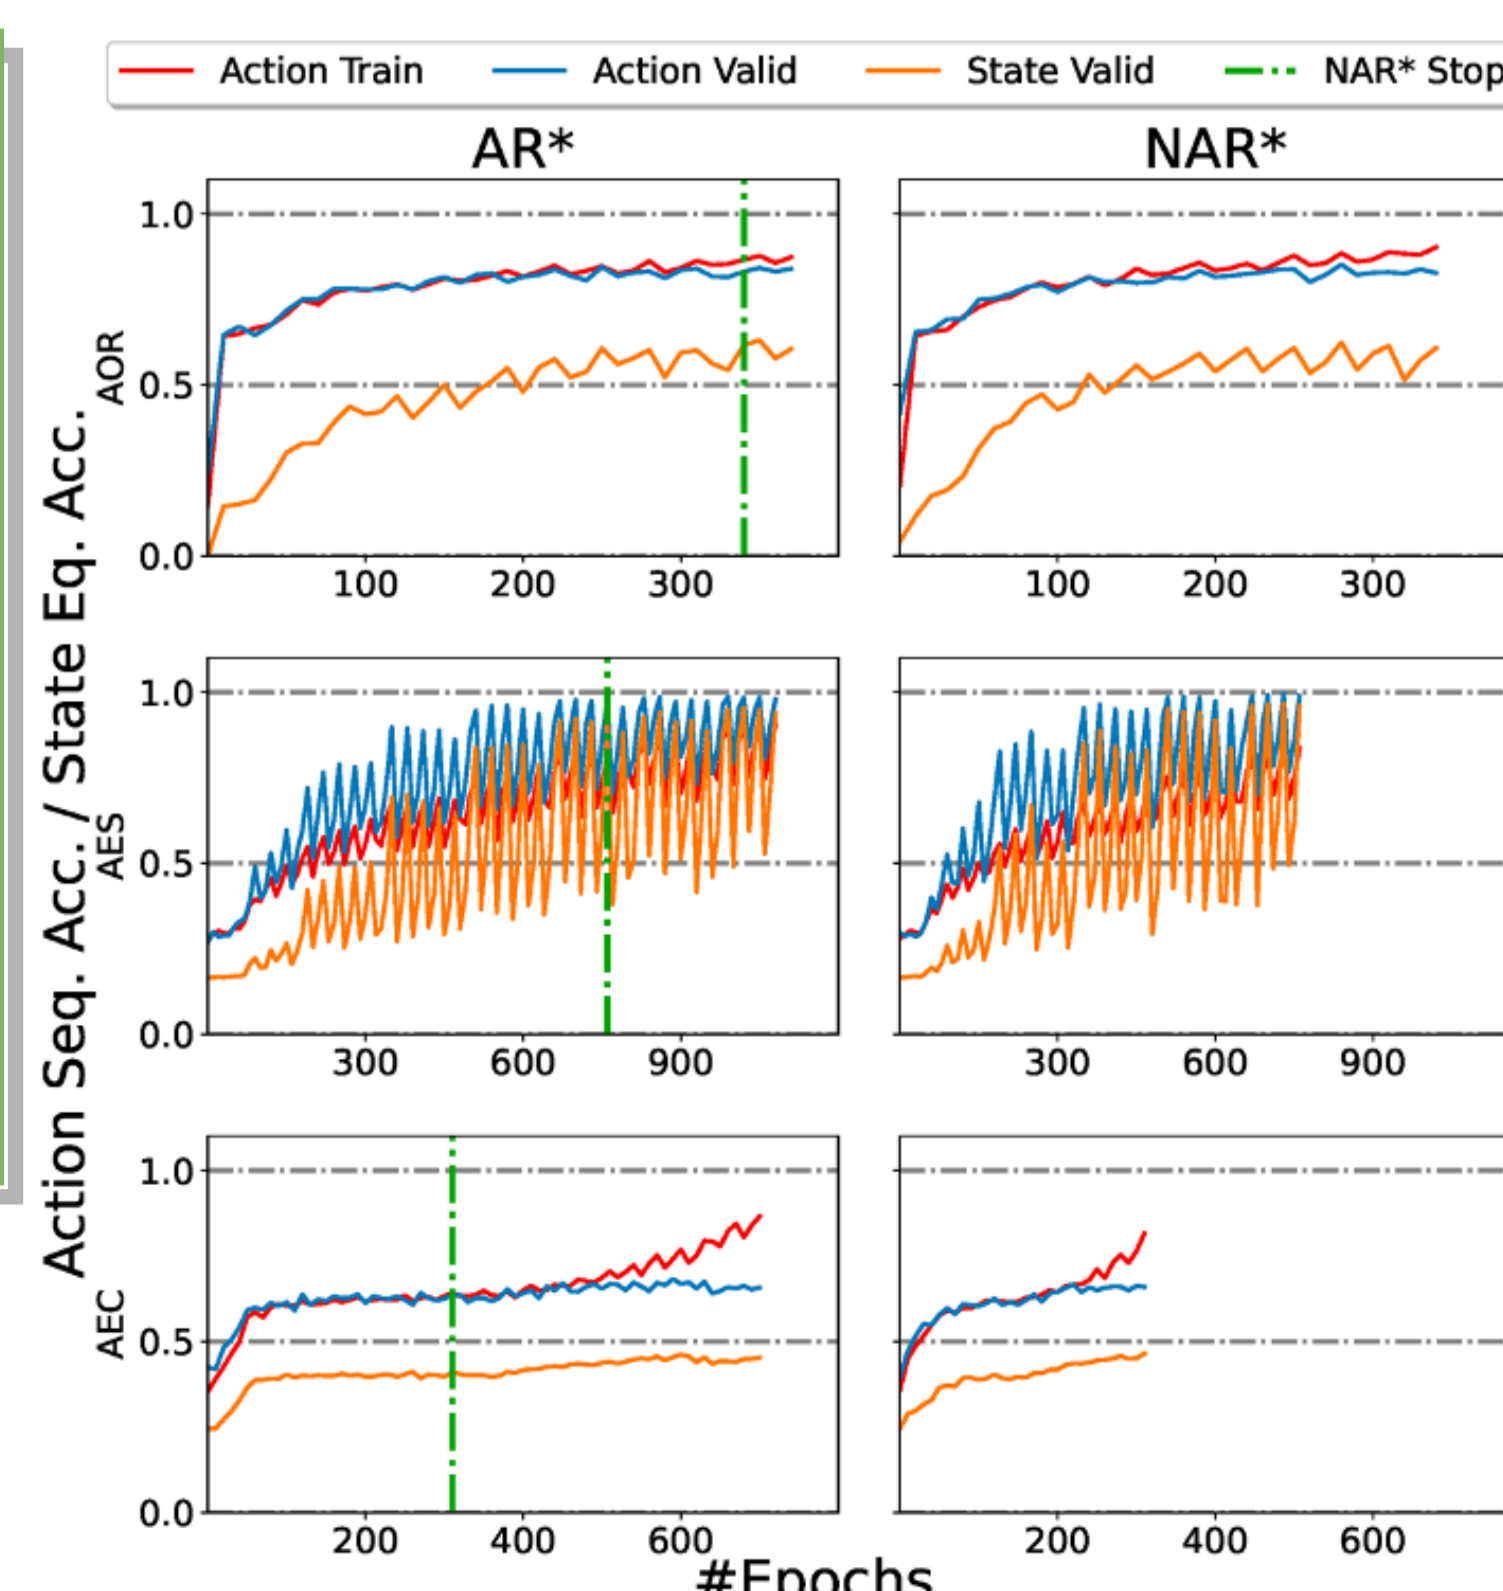 Action Train Action Valid State Valid NAR* Stop
AR* NAR*
Action Seq. Acc. / State Eq. Acc.
AOR
1.0
0.5
0.0
100 200 300
100 200 300
AES
1.0
0.5
0.0
300 600 900
300 600 900
AEC
1.0
0.5
0.0
200 400 600
200 400 600
#Epochs